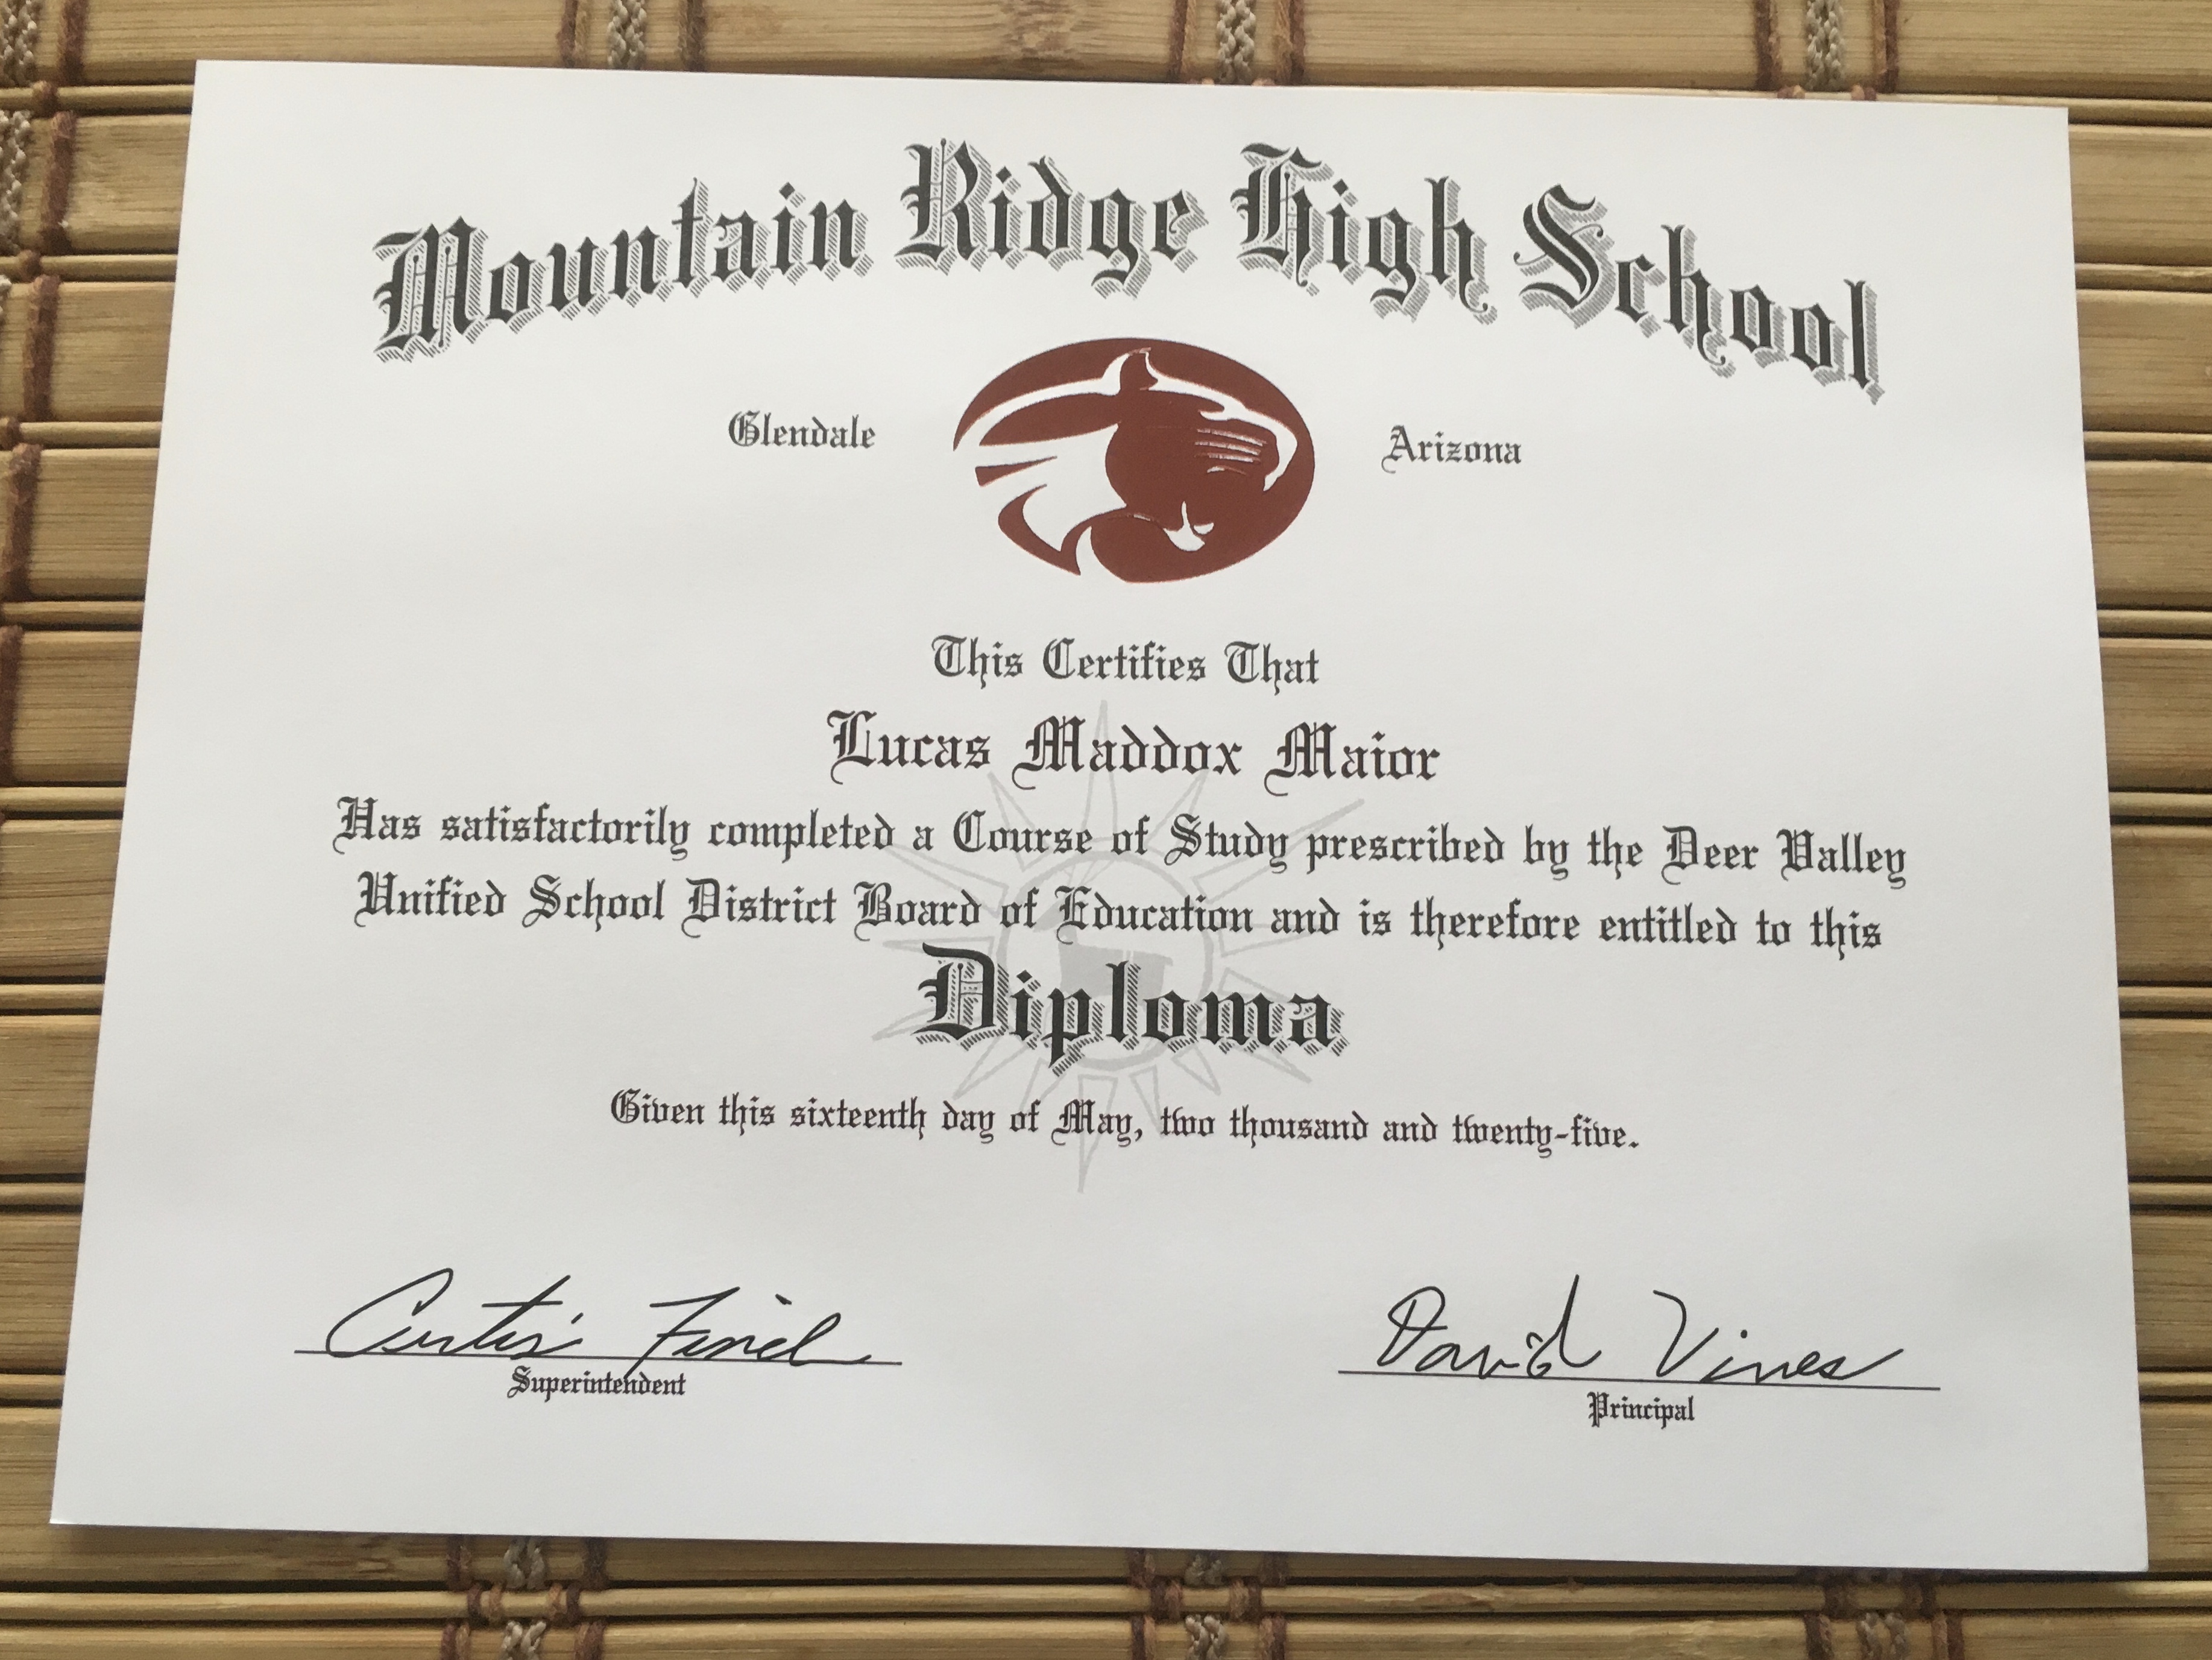 Mountain Ridge High School
Glendale Arizona
This Certifies That
Lucas Maddox Maior
Has satisfactorily completed a Course of Study prescribed by the Deer Valley
Unified School District Board of Education and is therefore entitled to this
Diploma
Given this sixteenth day of May, two thousand and twenty-five.
Curtis Finch David Vines
Superintendent Principal